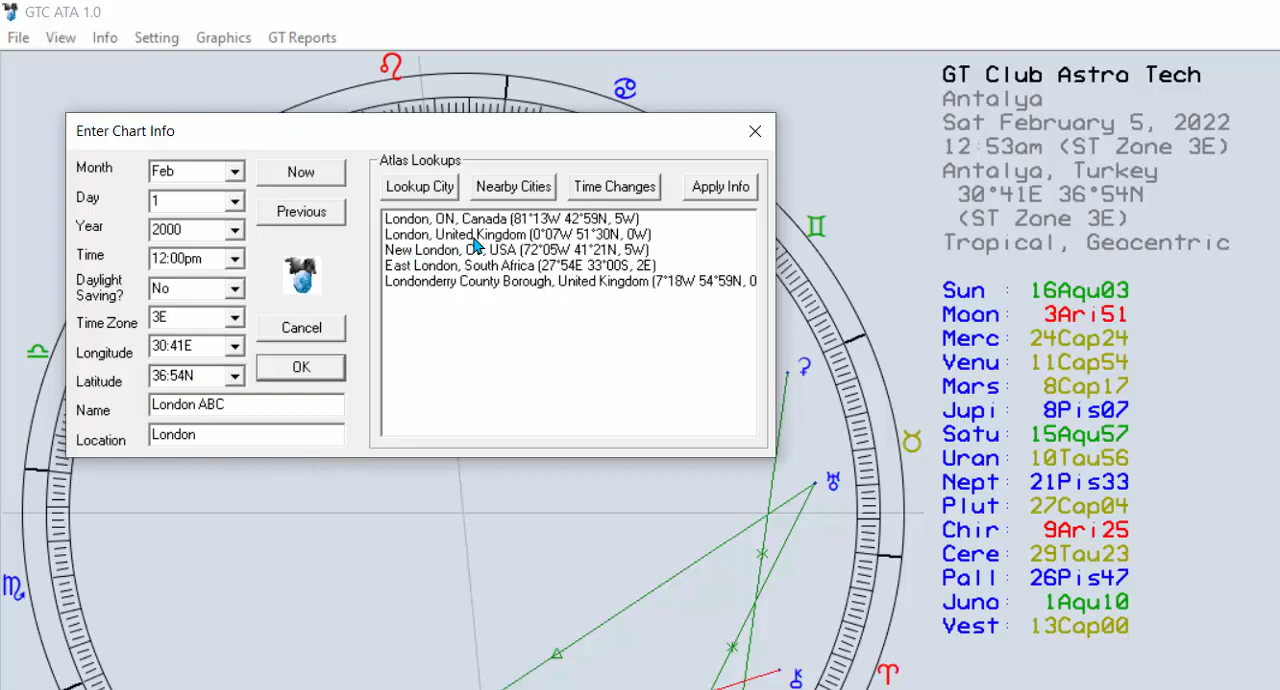 GTC ATA 1.0
File View Info Setting Graphics GT Reports
Enter Chart Info
Month Feb
Day 1
Year 2000
Time 12:00pm
Daylight
Saving? No
Time Zone 3E
Longitude 30:41E
Latitude 36:54N
Name London ABC
Location London
Now
Previous
Cancel
OK
Atlas Lookups
Lookup City Nearby Cities Time Changes Apply Info
London, ON, Canada (81°13W 42°59N, 5W)
London, United Kingdom (0°07W 51°30N, 0W)
New London, USA (72°05W 41°21N, 5W)
East London, South Africa (27°54E 33°00S, 2E)
Londonderry County Borough, United Kingdom (7°18W 54°59N, 0
GT Club Astro Tech
Antalya
Sat February 5, 2022
12:53am (ST Zone 3E)
Antalya, Turkey
30°41E 36°54N
(ST Zone 3E)
Tropical, Geocentric
Sun : 16Aqu03
Moon: 3Ari51
Merc: 24Cap24
Venu: 11Cap54
Mars: 8Cap17
Jupi: 8Pis07
Satu: 15Aqu57
Uran: 10Tau56
Nept: 21Pis33
Plut: 27Cap04
Chir: 9Ari25
Cere: 29Tau23
Pall: 26Pis47
Juno: 1Aqu10
Vest: 13Cap00